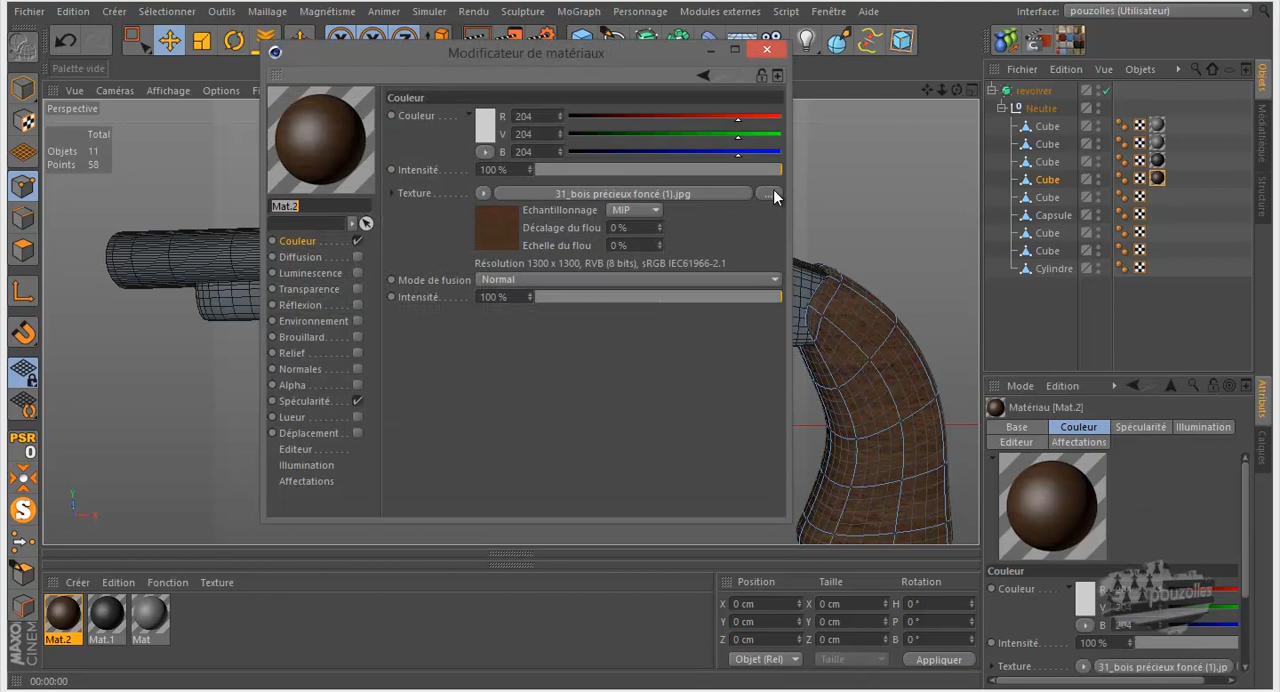 Fichier Edition Créer Sélectionner Outils Maillage Magnétisme Animer Simuler Rendu Sculpture MoGraph Personnage Modules externes Script Fenêtre Aide Interface: pouzolles (Utilisateur)
Palette vide
Modificateur de matériaux
Fichier Edition Vue Objets
Vue Caméras Affichage Options
Perspective
Total
Objets 11
Points 58
Couleur
Couleur R 204
V 204
B 204
Intensité 100 %
Texture 31_bois précieux foncé (1).jpg ...
Echantillonnage MIP
Décalage du flou 0 %
Echelle du flou 0 %
Résolution 1300 x 1300, RVB (8 bits), sRGB IEC61966-2.1
Mode de fusion Normal
Intensité 100 %
Mat.2
Couleur
Diffusion
Luminescence
Transparence
Réflexion
Environnement
Brouillard
Relief
Normales
Alpha
Spécularité
Lueur
Déplacement
Editeur
Illumination
Affectations
revolver
Neutre
Cube
Cube
Cube
Cube
Cube
Capsule
Cube
Cube
Cylindre
Objets
Médiathèque
Structure
Mode Edition
Matériau [Mat.2]
Base Couleur Spécularité Illumination
Editeur Affectations
Couleur
Couleur R
B 204
Intensité 100 %
Texture 31_bois précieux foncé (1).jp
Attributs
Calques
pouzolles
PSR
0
S
Y
X
Créer Edition Fonction Texture
Mat.2 Mat.1 Mat
Position Taille Rotation
X 0 cm X 0 cm H 0 °
Y 0 cm Y 0 cm P 0 °
Z 0 cm Z 0 cm B 0 °
Objet (Rel) Taille Appliquer
MAXO
CINEM
00:00:00